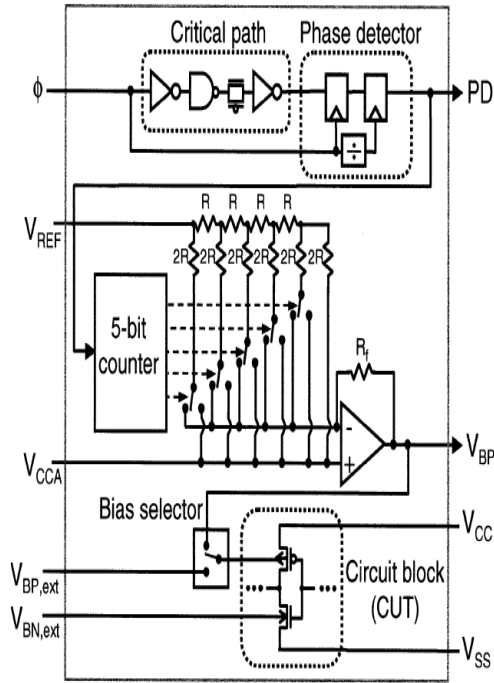 Critical path Phase detector
ϕ
PD
÷
R R R R
V_REF
2R 2R 2R 2R 2R 2R
5-bit
counter
R_f
-
+
V_BP
V_CCA
Bias selector
V_CC
V_BP,ext
Circuit block
(CUT)
V_BN,ext
V_SS